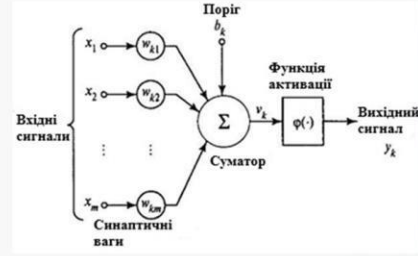 Поріг
b_k
Функція
активації
Вхідні
сигнали
x_1
w_k1
x_2
w_k2
⋮
⋮
x_m
w_km
Σ
Суматор
v_k
φ(·)
Вихідний
сигнал
y_k
Синаптичні
ваги